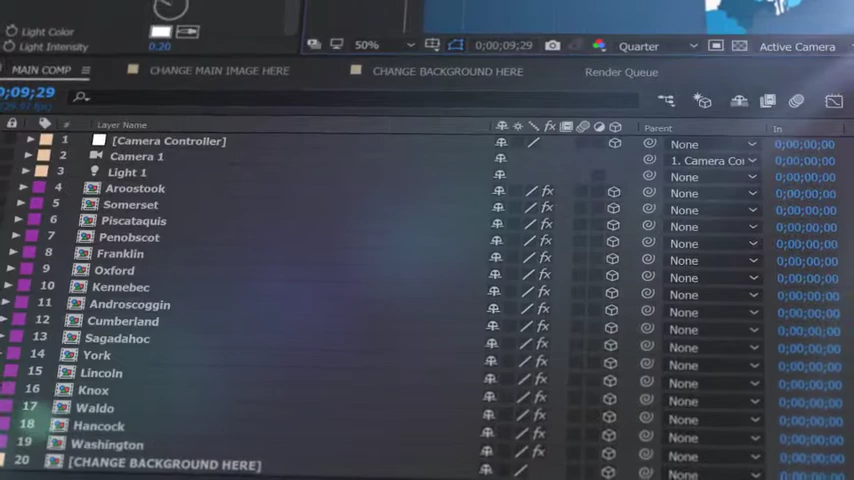 Light Color
Light Intensity 0.20
50% 0;00;09;29 Quarter Active Camera
MAIN COMP CHANGE MAIN IMAGE HERE CHANGE BACKGROUND HERE Render Queue
0;09;29
# Layer Name Parent In
1 [Camera Controller] None 0;00;00;00
2 Camera 1 1. Camera Cor 0;00;00;00
3 Light 1 None 0;00;00;00
4 Aroostook None 0;00;00;00
5 Somerset None 0;00;00;00
6 Piscataquis None 0;00;00;00
7 Penobscot None 0;00;00;00
8 Franklin None 0;00;00;00
9 Oxford None 0;00;00;00
10 Kennebec None 0;00;00;00
11 Androscoggin None 0;00;00;00
12 Cumberland None 0;00;00;00
13 Sagadahoc None 0;00;00;00
14 York None 0;00;00;00
15 Lincoln None 0;00;00;00
16 Knox None 0;00;00;00
17 Waldo None 0;00;00;00
18 Hancock None 0;00;00;00
19 Washington None 0;00;00;00
20 [CHANGE BACKGROUND HERE] None 0;00;00;00